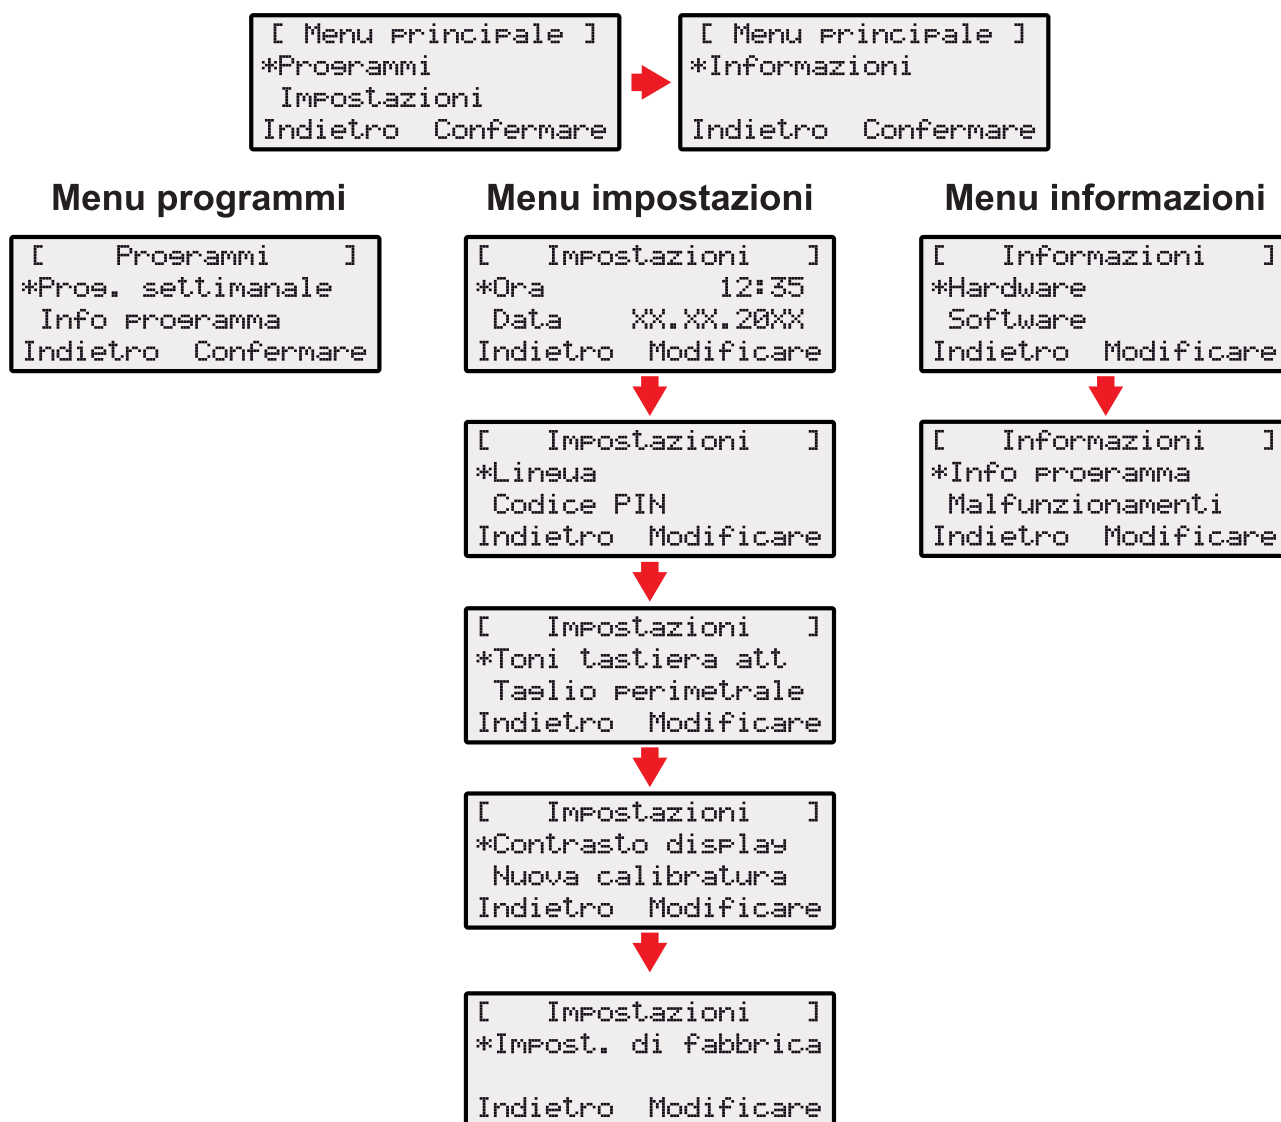 [ Menu principale ]
*Programmi
Impostazioni
Indietro Confermare
[ Menu principale ]
*Informazioni
Indietro Confermare
Menu programmi
[ Programmi ]
*Prog. settimanale
Info programma
Indietro Confermare
Menu impostazioni
[ Impostazioni ]
*Ora 12:35
Data XX.XX.20XX
Indietro Modificare
[ Impostazioni ]
*Lingua
Codice PIN
Indietro Modificare
[ Impostazioni ]
*Toni tastiera att
Taglio perimetrale
Indietro Modificare
[ Impostazioni ]
*Contrasto display
Nuova calibratura
Indietro Modificare
[ Impostazioni ]
*Impost. di fabbrica
Indietro Modificare
Menu informazioni
[ Informazioni ]
*Hardware
Software
Indietro Modificare
[ Informazioni ]
*Info programma
Malfunzionamenti
Indietro Modificare